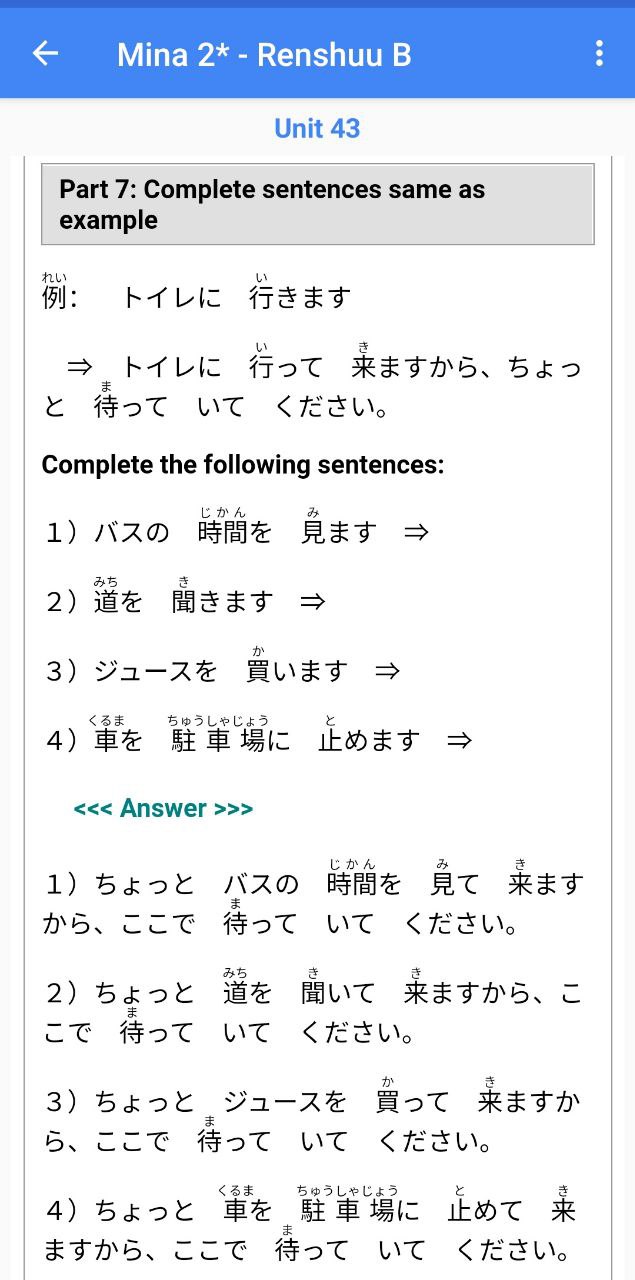 Mina 2* - Renshuu B
Unit 43
Part 7: Complete sentences same as
example
れい い
例： トイレに 行きます
い き
⇒ トイレに 行って 来ますから、ちょっ
ま
と 待って いて ください。
Complete the following sentences:
じかん み
１）バスの 時間を 見ます ⇒
みち き
２）道を 聞きます ⇒
か
３）ジュースを 買います ⇒
くるま ちゅうしゃじょう と
４）車を 駐車場に 止めます ⇒
<<< Answer >>>
じかん み き
１）ちょっと バスの 時間を 見て 来ます
ま
から、ここで 待って いて ください。
みち き き
２）ちょっと 道を 聞いて 来ますから、こ
ま
こで 待って いて ください。
か き
３）ちょっと ジュースを 買って 来ますか
ま
ら、ここで 待って いて ください。
くるま ちゅうしゃじょう と き
４）ちょっと 車を 駐車場に 止めて 来
ま
ますから、ここで 待って いて ください。